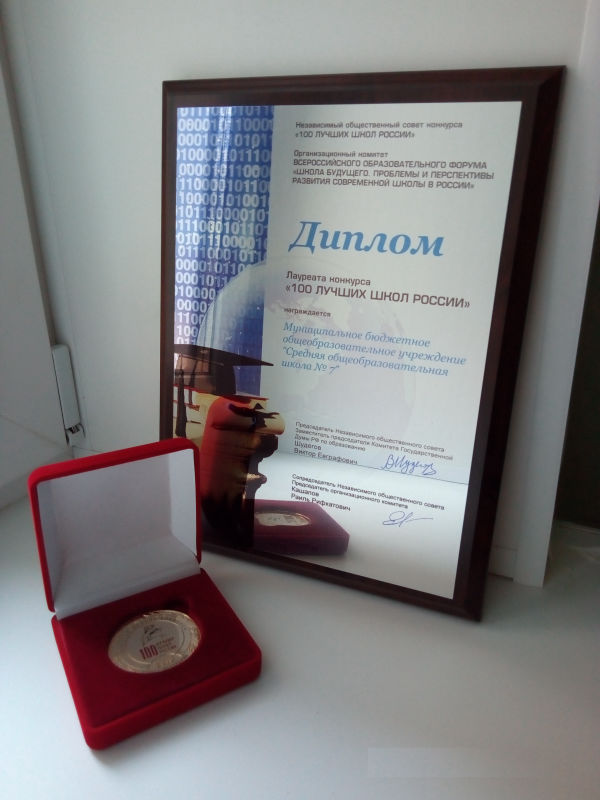 Независимый общественный совет конкурса
«100 ЛУЧШИХ ШКОЛ РОССИИ»
Организационный комитет
ВСЕРОССИЙСКОГО ОБРАЗОВАТЕЛЬНОГО ФОРУМА
«ШКОЛА БУДУЩЕГО. ПРОБЛЕМЫ И ПЕРСПЕКТИВЫ
РАЗВИТИЯ СОВРЕМЕННОЙ ШКОЛЫ В РОССИИ»
Диплом
Лауреата конкурса
«100 ЛУЧШИХ ШКОЛ РОССИИ»
награждается
Муниципальное бюджетное
общеобразовательное учреждение
"Средняя общеобразовательная
школа № 7"
Председатель Независимого общественного совета
Заместитель председателя Комитета Государственной
Думы РФ по образованию
Шудегов
Виктор Евграфович
Сопредседатель Независимого общественного совета
Председатель организационного комитета
Кашапов
Раиль Рифкатович
100